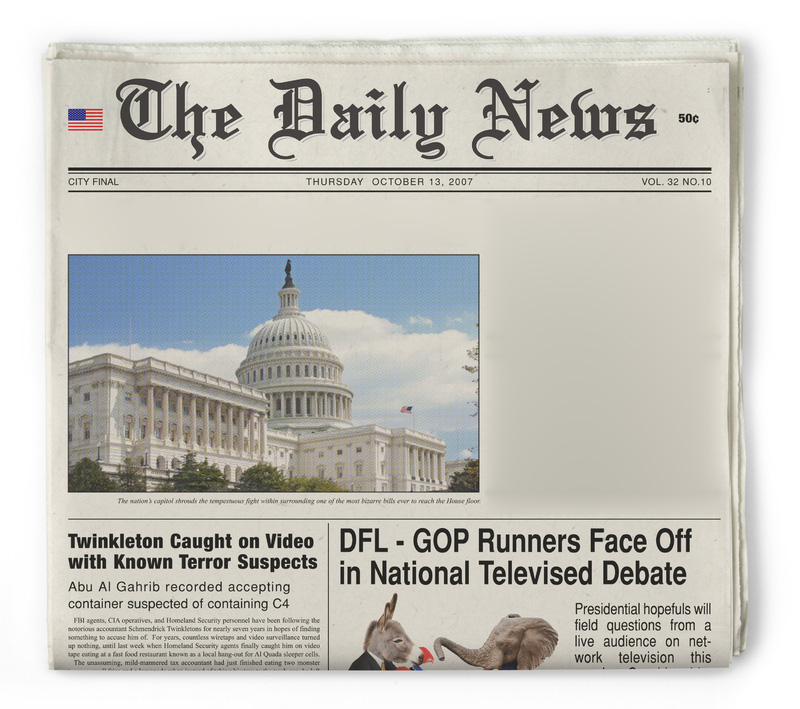 The Daily News
50¢
CITY FINAL
THURSDAY OCTOBER 13, 2007
VOL. 32 NO.10
The nation's capitol shrouds the tempestuous fight within surrounding one of the most bizarre bills ever to reach the House floor.
Twinkleton Caught on Video
with Known Terror Suspects
Abu Al Gahrib recorded accepting
container suspected of containing C4
FBI agents, CIA operatives, and Homeland Security personnel have been following the
notorious accountant Schmendrick Twinkletons for nearly seven years in hopes of finding
something to accuse him of. For years, countless wiretaps and video surveillance turned
up nothing, until last week when Homeland Security agents finally caught him on video
tape eating at a fast food restaurant known as a local hang-out for Al Quada sleeper cells.
The unassuming, mild-mannered tax accountant had just finished eating two monster
DFL - GOP Runners Face Off
in National Televised Debate
Presidential hopefuls will
field questions from a
live audience on net-
work television this